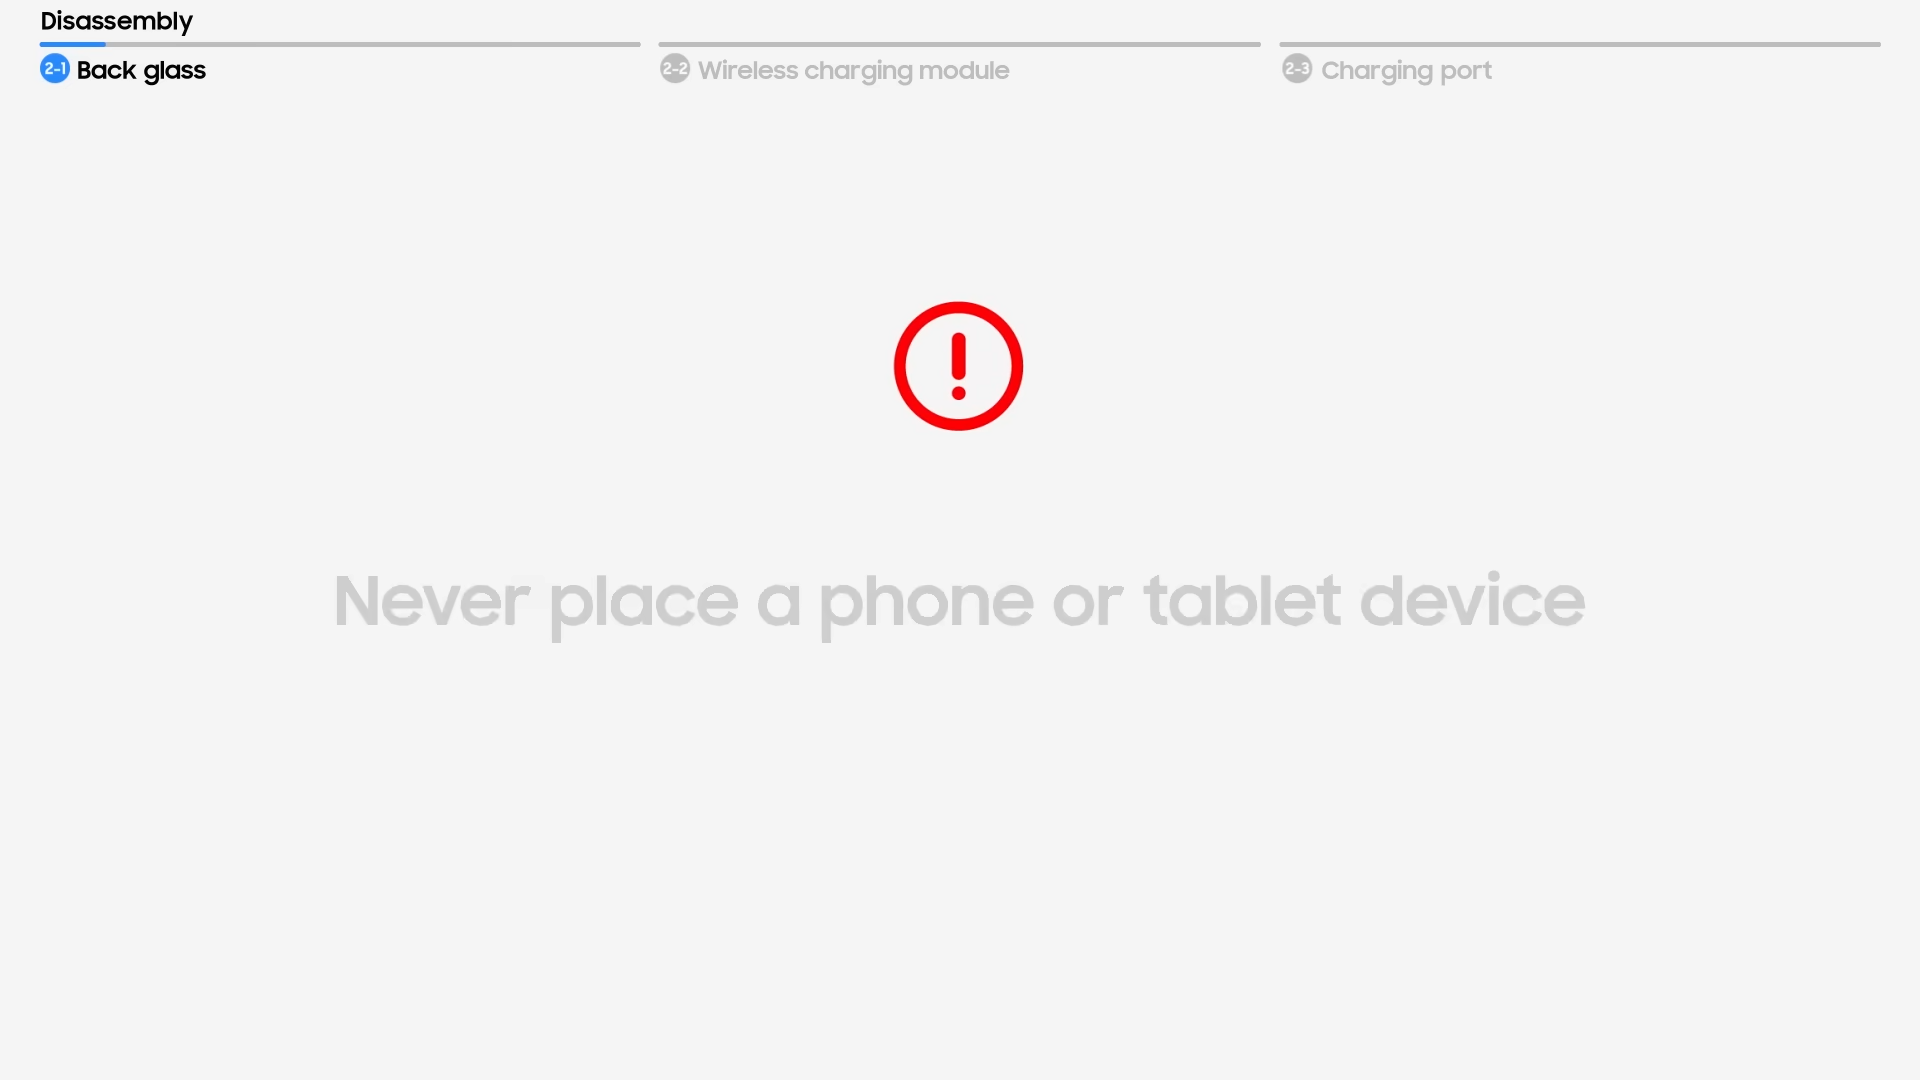 Disassembly
2-1 Back glass
2-2 Wireless charging module
2-3 Charging port
Never place a phone or tablet device